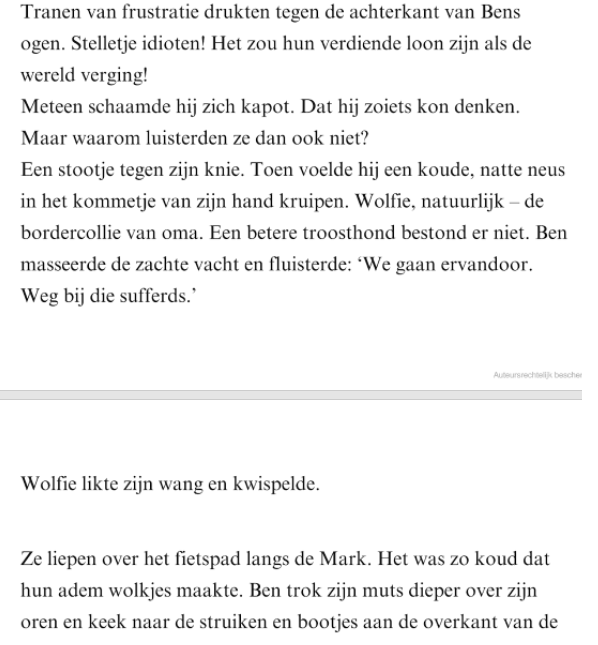 Tranen van frustratie drukten tegen de achterkant van Bens
ogen. Stelletje idioten! Het zou hun verdiende loon zijn als de
wereld verging!
Meteen schaamde hij zich kapot. Dat hij zoiets kon denken.
Maar waarom luisterden ze dan ook niet?
Een stootje tegen zijn knie. Toen voelde hij een koude, natte neus
in het kommetje van zijn hand kruipen. Wolfie, natuurlijk – de
bordercollie van oma. Een betere troosthond bestond er niet. Ben
masseerde de zachte vacht en fluisterde: ‘We gaan ervandoor.
Weg bij die sufferds.’
Auteursrechtelijk besche
Wolfie likte zijn wang en kwispelde.
Ze liepen over het fietspad langs de Mark. Het was zo koud dat
hun adem wolkjes maakte. Ben trok zijn muts dieper over zijn
oren en keek naar de struiken en bootjes aan de overkant van de